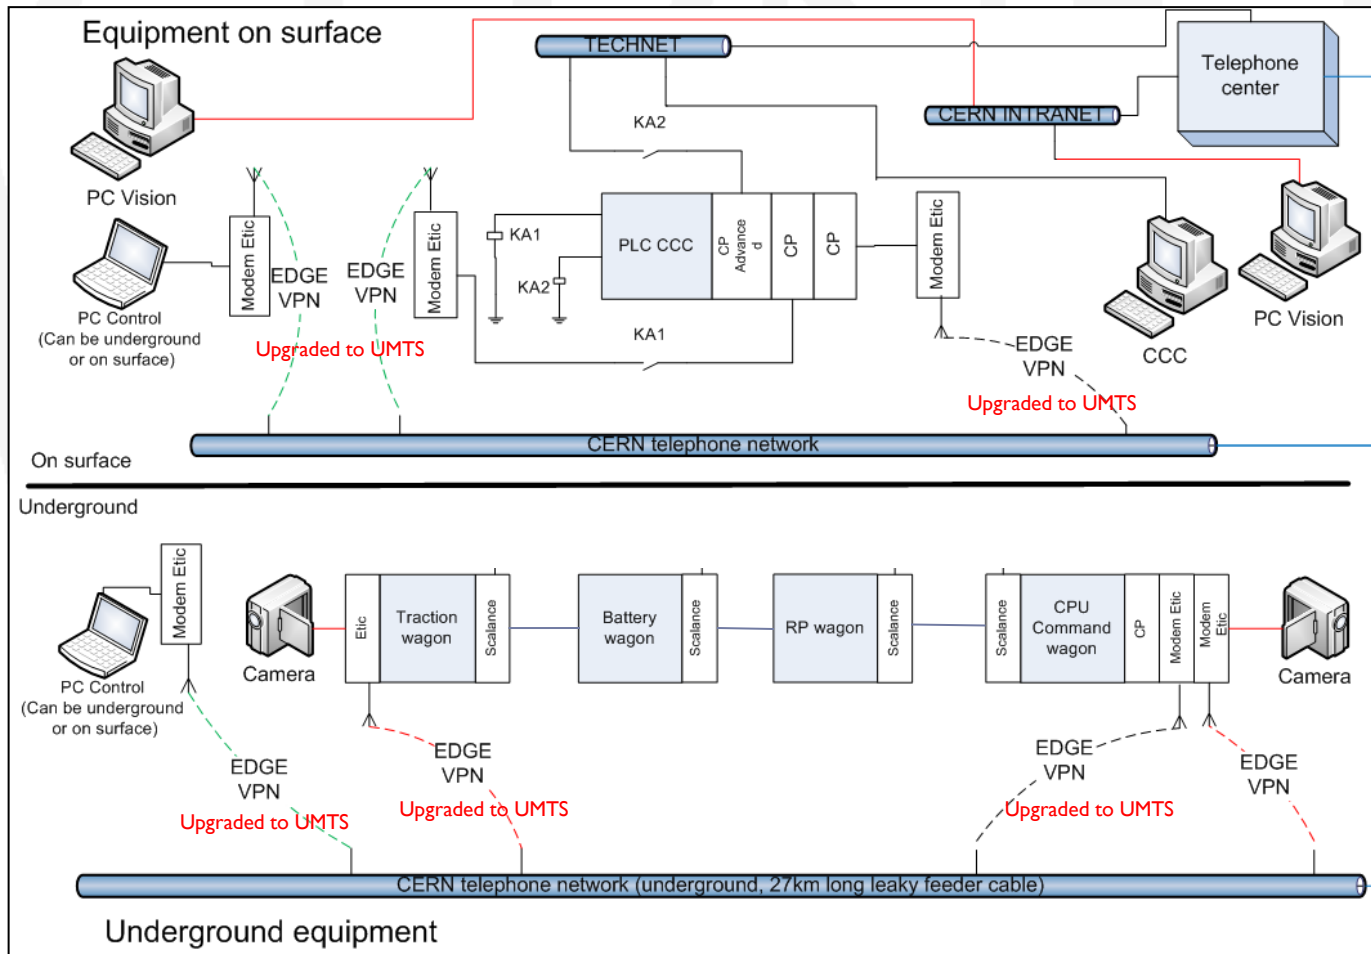 Equipment on surface
TECHNET
Telephone
center
CERN INTRANET
KA2
PC Vision
Modem Etic
EDGE
VPN
EDGE
VPN
Modem Etic
KA1
KA2
PLC CCC
CP
Advance
d
CP
CP
Modem Etic
PC Control
(Can be underground
or on surface)
Upgraded to UMTS
KA1
EDGE
VPN
Upgraded to UMTS
CCC
PC Vision
CERN telephone network
On surface
Underground
Modem Etic
PC Control
(Can be underground
or on surface)
Camera
Etic
Traction
wagon
Scalance
Battery
wagon
Scalance
RP wagon
Scalance
Scalance
CPU
Command
wagon
CP
Modem Etic
Modem
Etic
Camera
EDGE
VPN
Upgraded to UMTS
EDGE
VPN
Upgraded to UMTS
EDGE
VPN
Upgraded to UMTS
EDGE
VPN
CERN telephone network (underground, 27km long leaky feeder cable)
Underground equipment